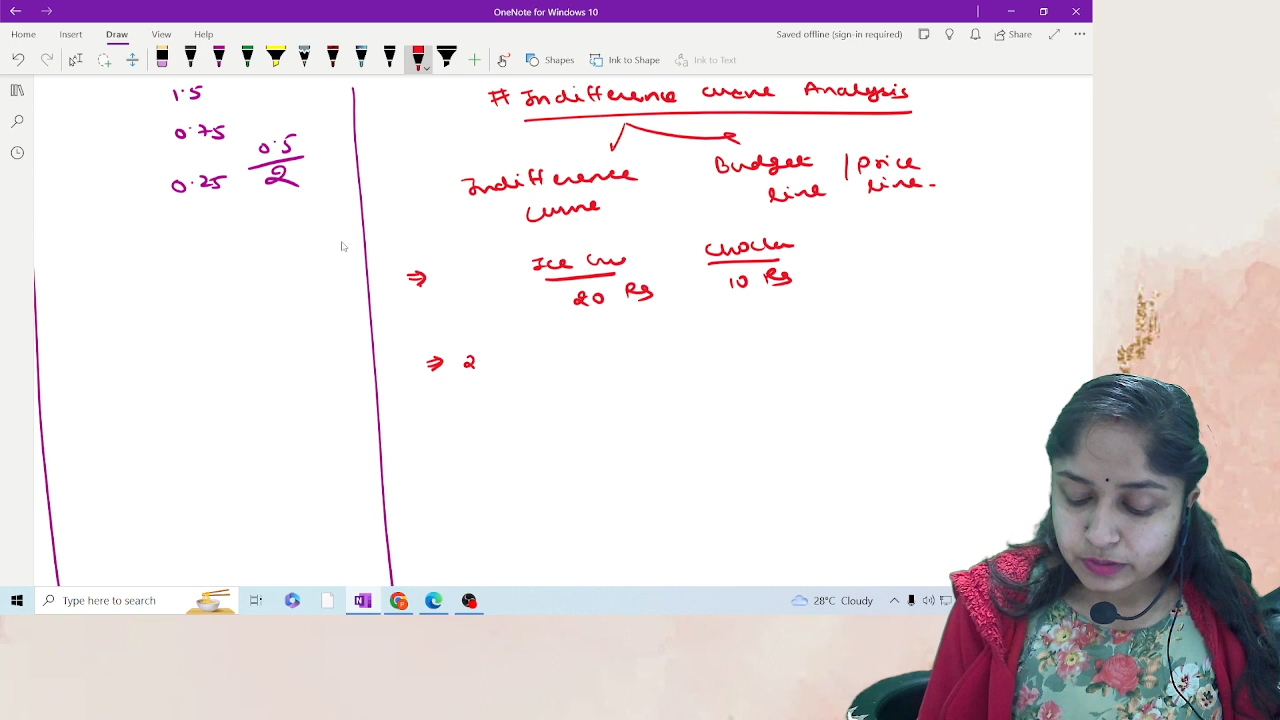 OneNote for Windows 10
Home Insert Draw View Help
Saved offline (sign-in required) Share
Shapes Ink to Shape Ink to Text
1.5
0.75
0.5
2
0.25
# Indifference curve Analysis
Indifference curve
Budget line | Price line.
⇒ Ice
20 Rs 10 Rs
⇒ 2
Type here to search
28°C Cloudy